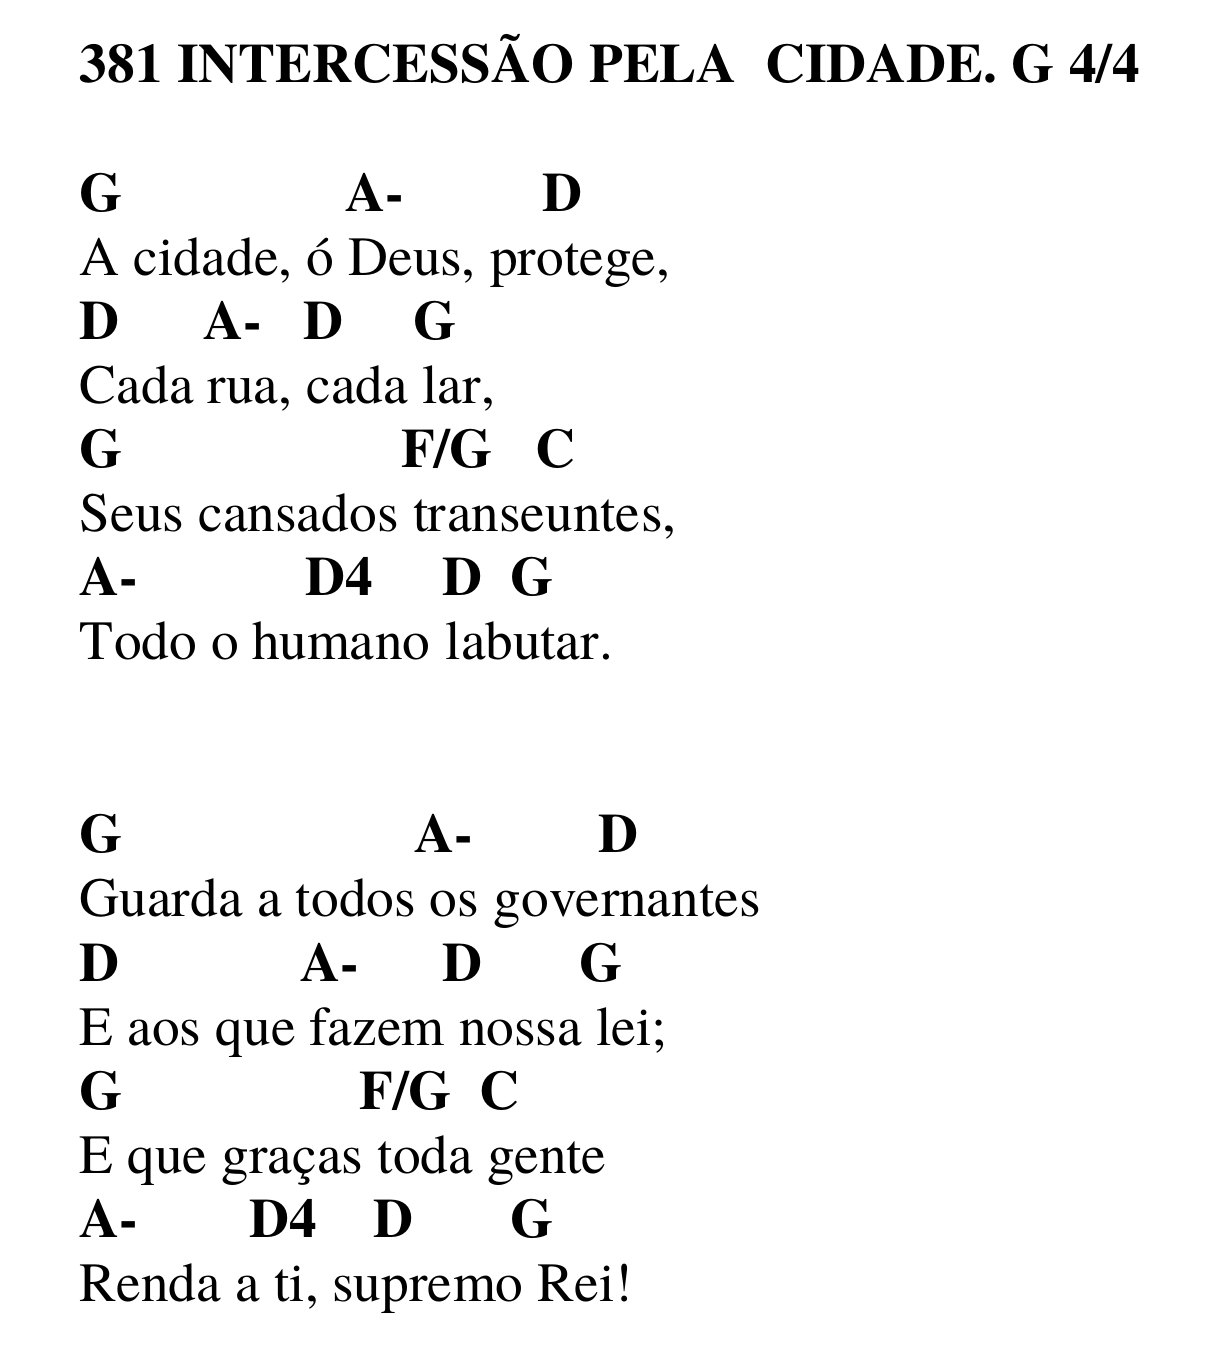 381 INTERCESSÃO PELA  CIDADE. G 4/4
G                A-          D
A cidade, ó Deus, protege,
D      A-   D     G
Cada rua, cada lar,
G                    F/G   C
Seus cansados transeuntes,
A-            D4     D  G
Todo o humano labutar.
G                     A-         D
Guarda a todos os governantes
D             A-      D       G
E aos que fazem nossa lei;
G                 F/G  C
E que graças toda gente
A-        D4    D       G
Renda a ti, supremo Rei!